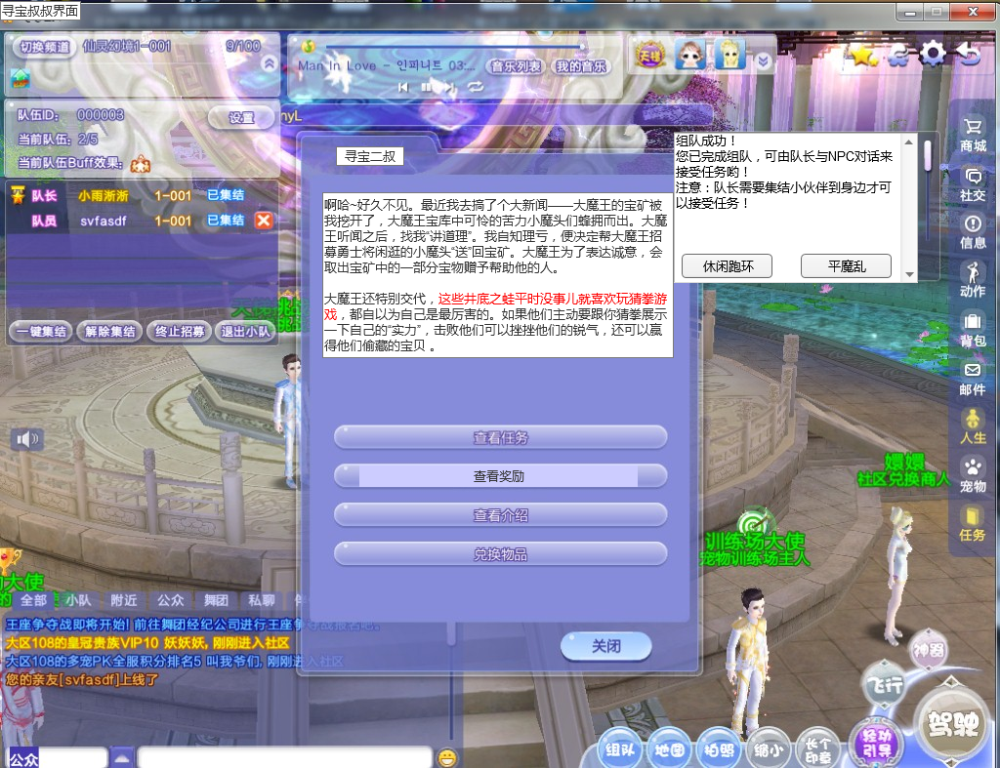 寻宝叔叔界面
切换频道 仙灵幻境1-001 9/100
Man In Love - 인피니트 03:... 音乐列表 我的音乐
队伍ID: 000003 设置
nyL
当前队伍: 2/5
当前队伍Buff效果:
队长 小雨浙浙 1-001 已集结
队员 svfasdf 1-001 已集结
一键集结 解除集结 终止招募 退出小队
寻宝二叔
啊哈~好久不见。最近我去搞了个大新闻——大魔王的宝矿被
我挖开了，大魔王宝库中可怜的苦力小魔头们蜂拥而出。大魔
王听闻之后，找我“讲道理”。我自知理亏，便决定帮大魔王招
募勇士将闲逛的小魔头“送”回宝矿。大魔王为了表达诚意，会
取出宝矿中的一部分宝物赠予帮助他的人。
大魔王还特别交代，这些井底之蛙平时没事儿就喜欢玩猜拳游
戏，都自以为自己是最厉害的。如果他们主动要跟你猜拳展示
一下自己的“实力”，击败他们可以挫挫他们的锐气，还可以赢
得他们偷藏的宝贝 。
查看任务
查看奖励
查看介绍
兑换物品
关闭
组队成功！
您已完成组队，可由队长与NPC对话来
接受任务哟！
注意：队长需要集结小伙伴到身边才可
以接受任务！
休闲跑环 平魔乱
商城
社交
信息
动作
背包
邮件
人生
宠物
任务
嬛嬛
社区兑换商人
训练场大使
宠物训练场主人
大使
全部 小队 附近 公众 舞团 私聊
王座争夺战即将开始! 前往舞团经纪公司进行王座争夺战报名吧。
大区108的皇冠贵族VIP10 妖妖妖, 刚刚进入社区
大区108的多宠PK全服积分排名5 叫我爷们, 刚刚进入社区
您的亲友[svfasdf]上线了
公众
神器
飞行
驾驶
组队 地图 拍照 缩小 长个印章 轻功引导